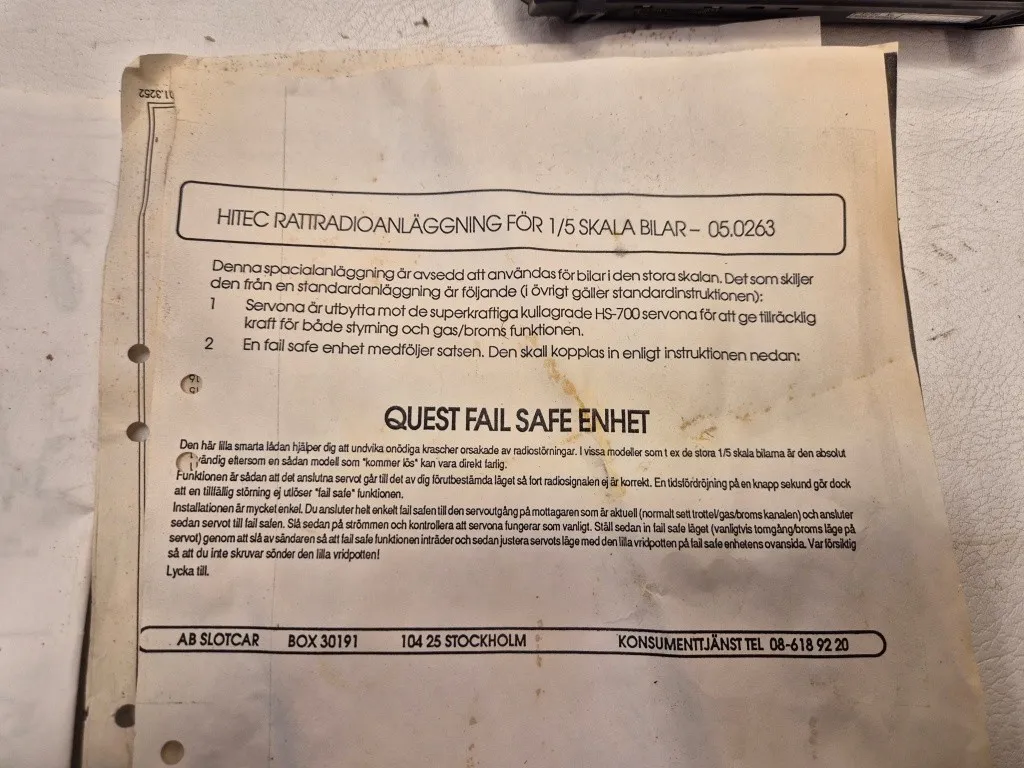 61.3252
HITEC RATTRADIOANLÄGGNING FÖR 1/5 SKALA BILAR – 05.0263
Denna spacialanläggning är avsedd att användas för bilar i den stora skalan. Det som skiljer
den från en standardanläggning är följande (i övrigt gäller standardinstruktionen):
1 Servona är utbytta mot de superkraftiga kullagrade HS-700 servona för att ge tillräcklig
kraft för både styrning och gas/broms funktionen.
2 En fail safe enhet medföljer satsen. Den skall kopplas in enligt instruktionen nedan:
QUEST FAIL SAFE ENHET
Den här lilla smarta lådan hjälper dig att undvika onödiga krascher orsakade av radiostörningar. I vissa modeller som t ex de stora 1/5 skala bilarna är den absolut
vändig eftersom en sådan modell som "kommer lös" kan vara direkt farlig.
Funktionen är sådan att det anslutna servot går till det av dig förutbestämda läget så fort radiosignalen ej är korrekt. En tidsfördröjning på en knapp sekund gör dock
att en tillfällig störning ej utlöser "fail safe" funktionen.
Installationen är mycket enkel. Du ansluter helt enkelt fail safen till den servoutgång på mottagaren som är aktuell (normalt sett trottel/gas/broms kanalen) och ansluter
sedan servot till fail safen. Slå sedan på strömmen och kontrollera att servona fungerar som vanligt. Ställ sedan in fail safe läget (vanligtvis tomgång/broms läge på
servot) genom att slå av sändaren så att fail safe funktionen inträder och sedan justera servots läge med den lilla vridpotten på fail safe enhetens ovansida. Var försiktig
så att du inte skruvar sönder den lilla vridpotten!
Lycka till.
AB SLOTCAR BOX 30191 104 25 STOCKHOLM KONSUMENTTJÄNST TEL 08-618 92 20